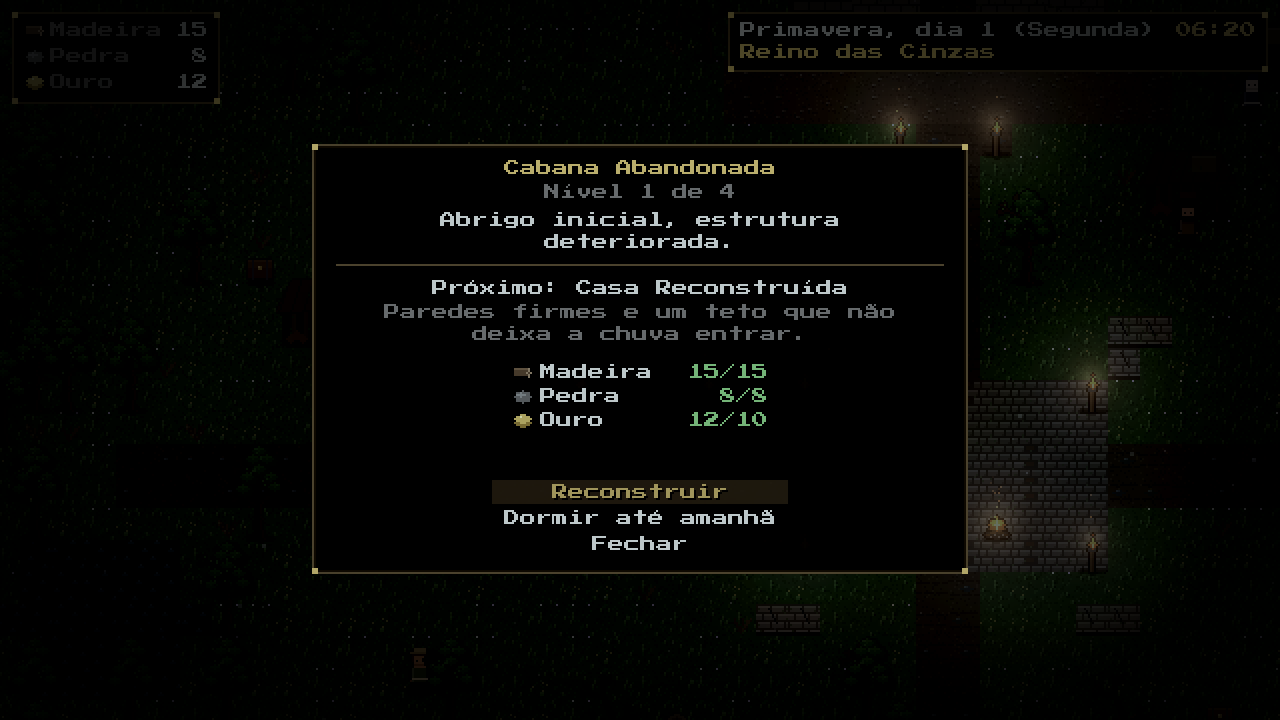 Madeira 15
Pedra 8
Ouro 12
Primavera, dia 1 (Segunda) 06:20
Reino das Cinzas
Cabana Abandonada
Nível 1 de 4
Abrigo inicial, estrutura
deteriorada.
Próximo: Casa Reconstruída
Paredes firmes e um teto que não
deixa a chuva entrar.
Madeira 15/15
Pedra 8/8
Ouro 12/10
Reconstruir
Dormir até amanhã
Fechar